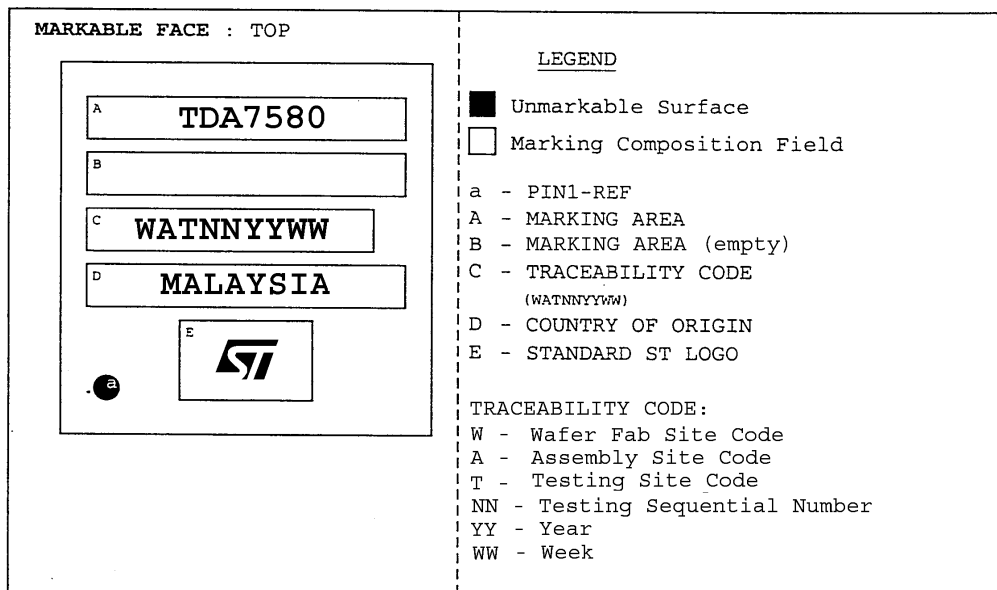 MARKABLE FACE : TOP
A
TDA7580
B
C
WATNNYYWW
D
MALAYSIA
E
ST
a
LEGEND
Unmarkable Surface
Marking Composition Field
a - PIN1-REF
A - MARKING AREA
B - MARKING AREA (empty)
C - TRACEABILITY CODE
(WATNNYYWW)
D - COUNTRY OF ORIGIN
E - STANDARD ST LOGO
TRACEABILITY CODE:
W - Wafer Fab Site Code
A - Assembly Site Code
T - Testing Site Code
NN - Testing Sequential Number
YY - Year
WW - Week